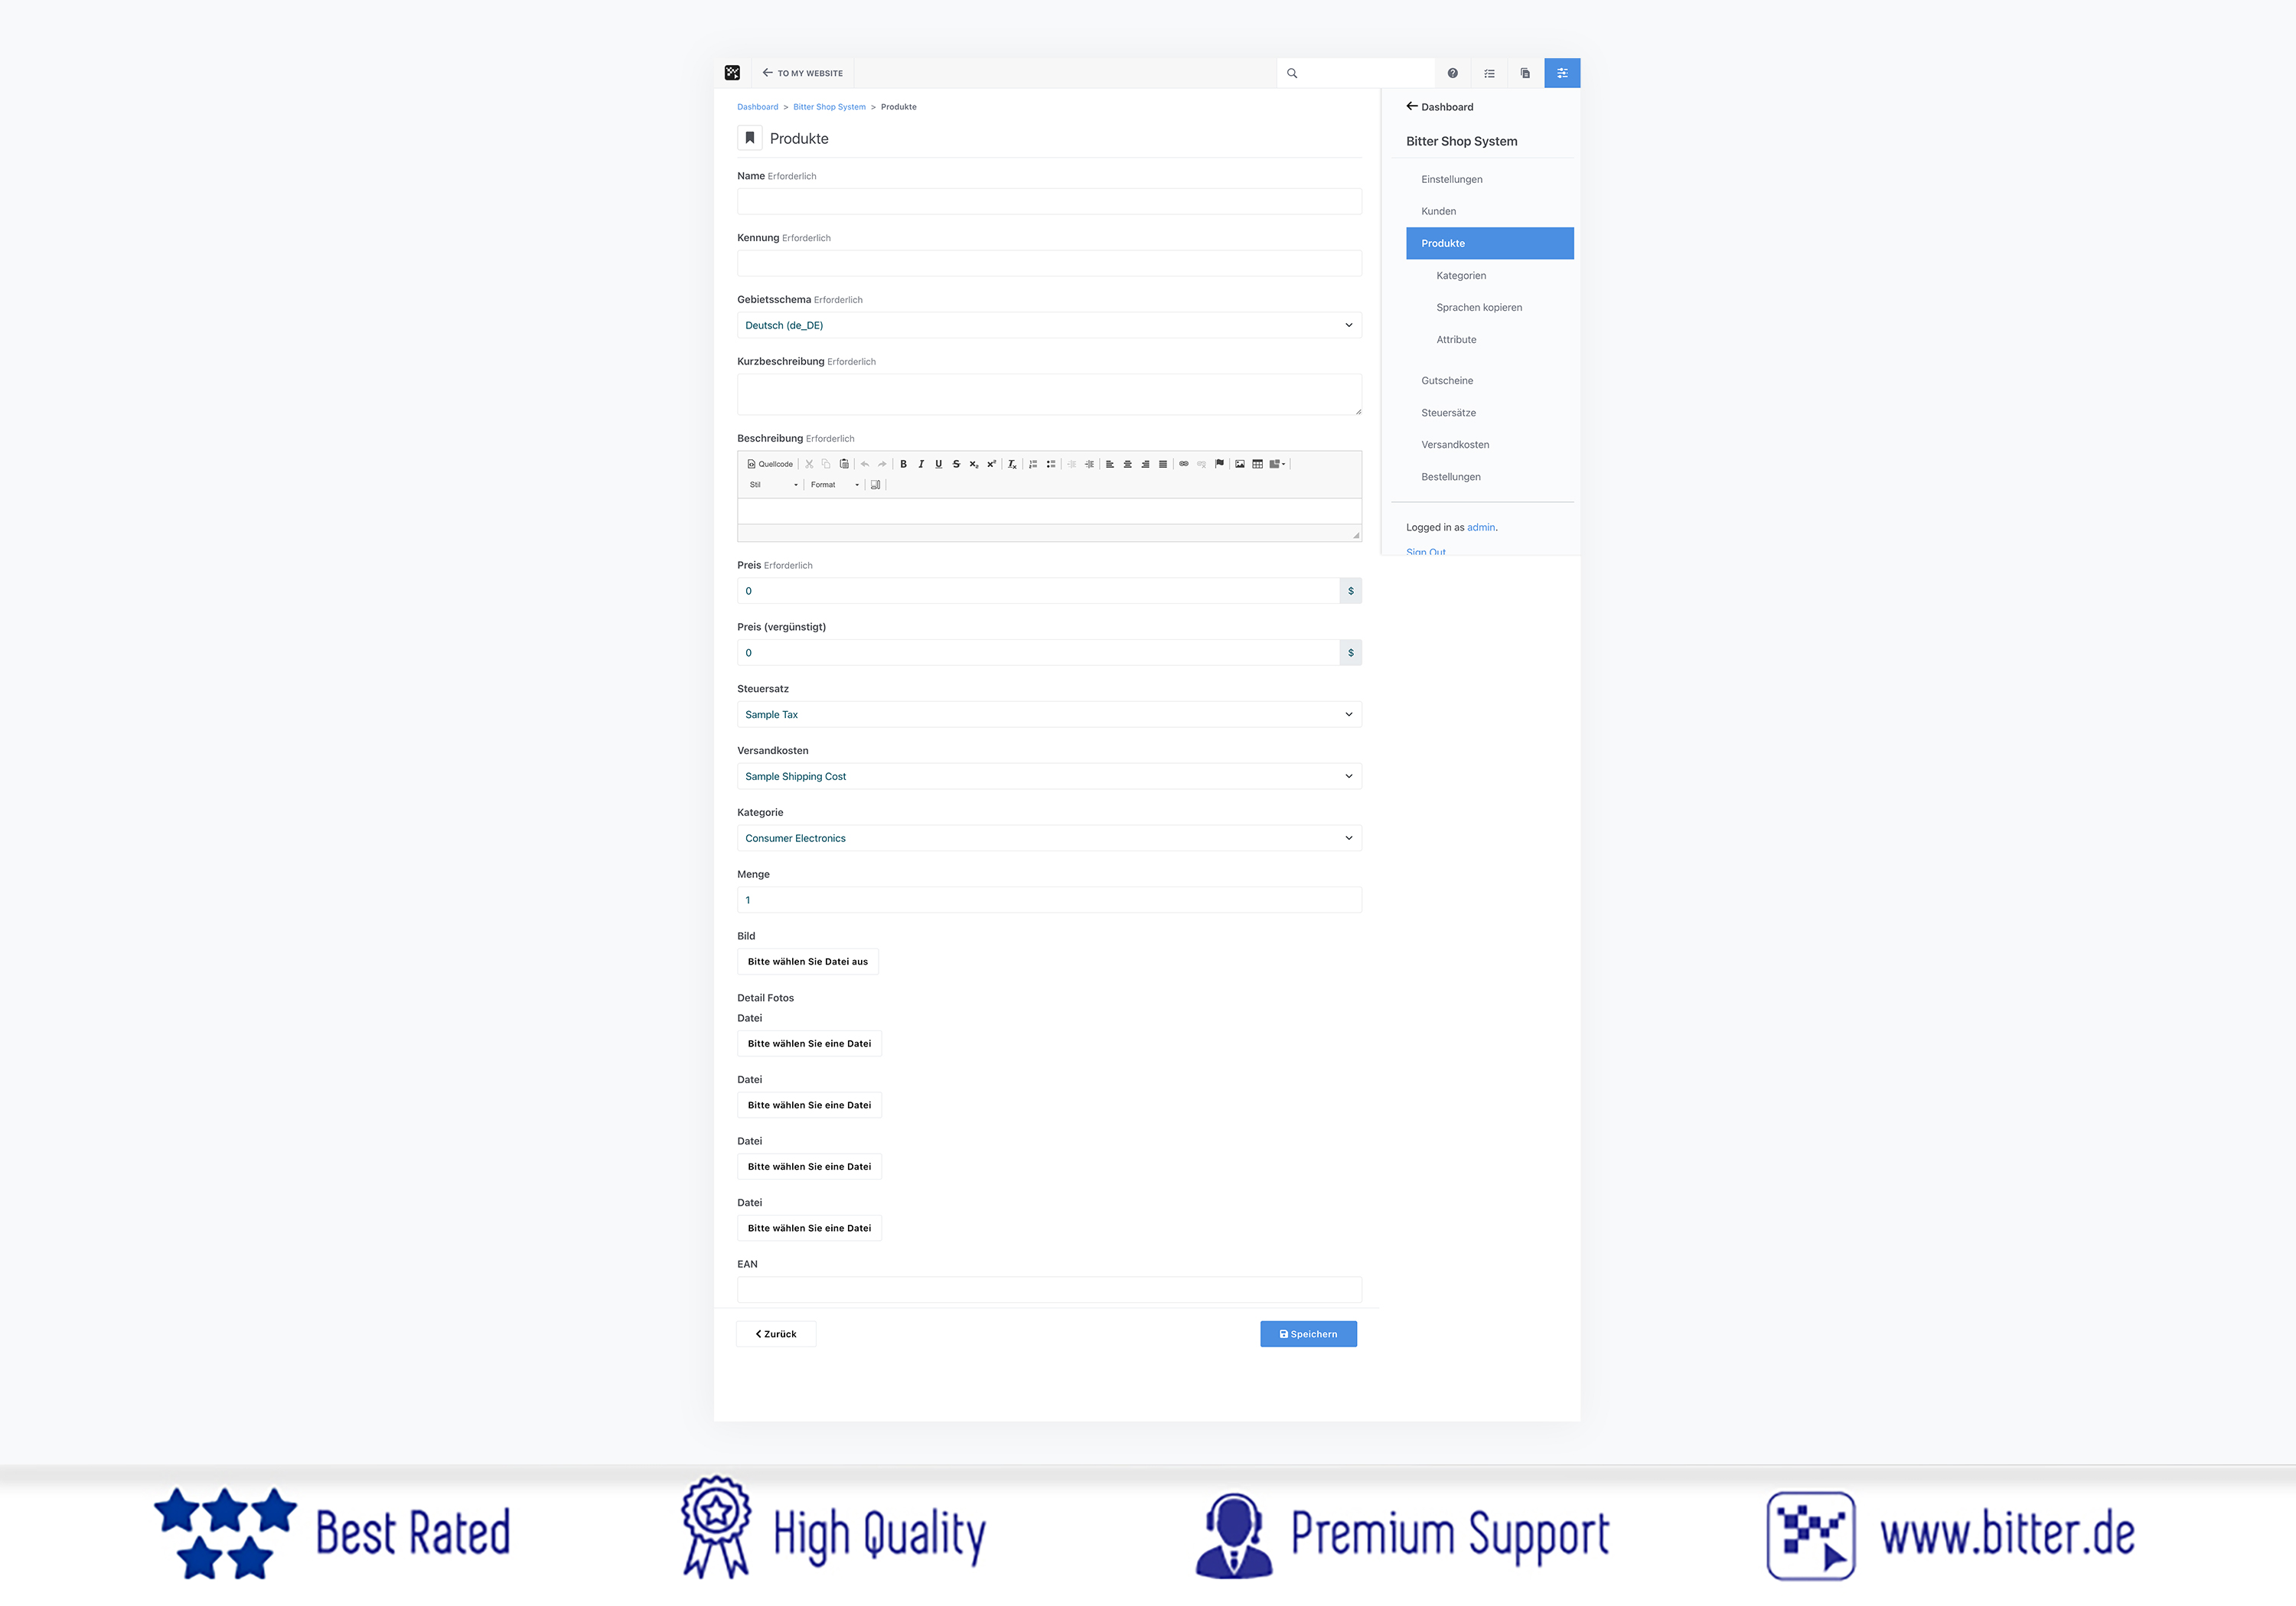 TO MY WEBSITE
Dashboard > Bitter Shop System > Produkte
Produkte
Name Erforderlich
Kennung Erforderlich
Gebietsschema Erforderlich
Deutsch (de_DE)
Kurzbeschreibung Erforderlich
Beschreibung Erforderlich
Quellcode
B I U S x₂ x² Tx
Stil Format
Preis Erforderlich
0 $
Preis (vergünstigt)
0 $
Steuersatz
Sample Tax
Versandkosten
Sample Shipping Cost
Kategorie
Consumer Electronics
Menge
1
Bild
Bitte wählen Sie Datei aus
Detail Fotos
Datei
Bitte wählen Sie eine Datei
Datei
Bitte wählen Sie eine Datei
Datei
Bitte wählen Sie eine Datei
Datei
Bitte wählen Sie eine Datei
EAN
Zurück
Speichern
Dashboard
Bitter Shop System
Einstellungen
Kunden
Produkte
Kategorien
Sprachen kopieren
Attribute
Gutscheine
Steuersätze
Versandkosten
Bestellungen
Logged in as admin.
Sign Out
Best Rated
High Quality
Premium Support
www.bitter.de